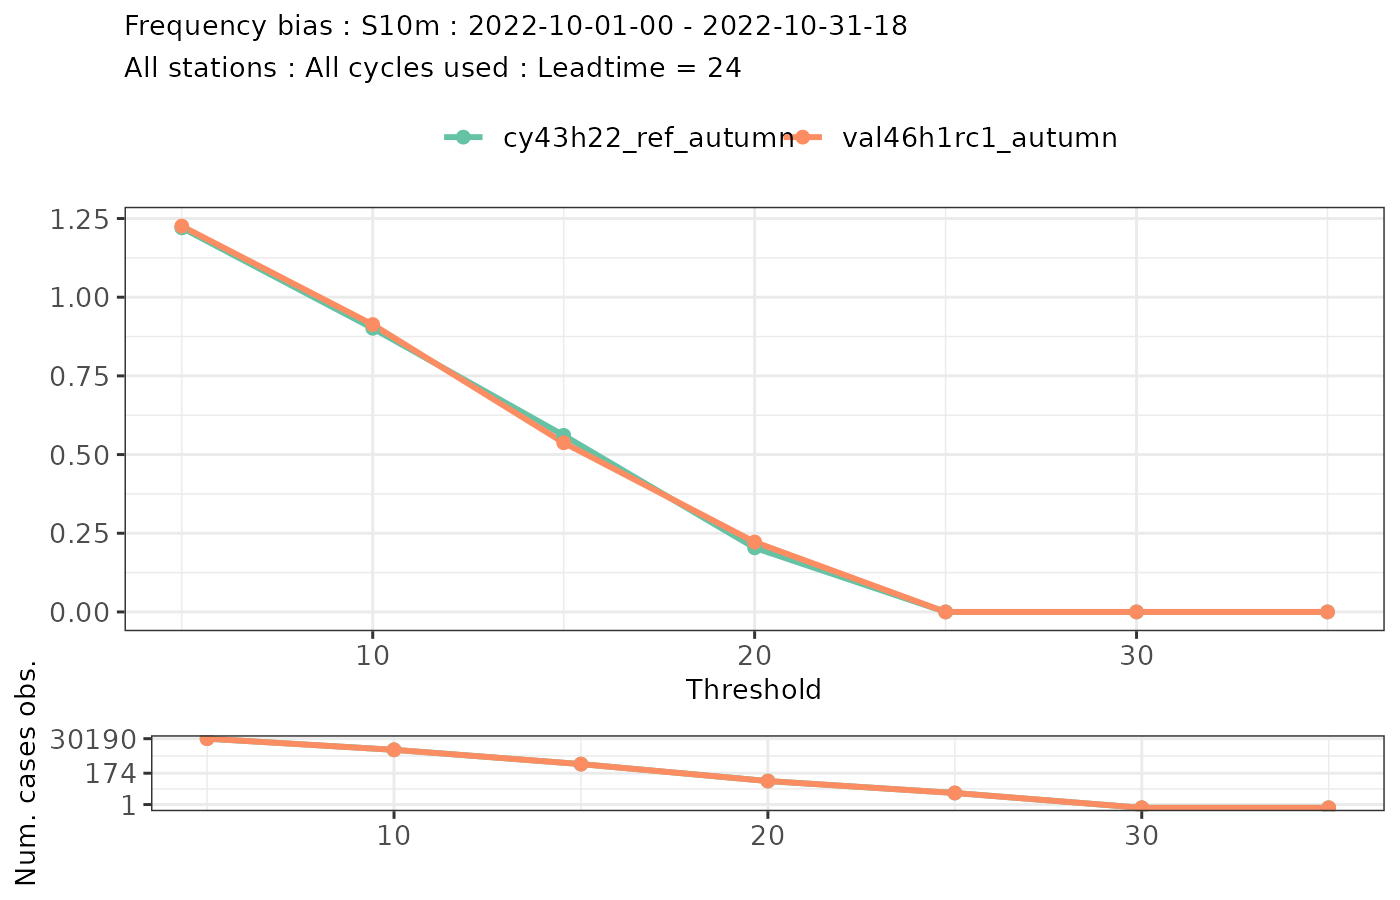 Frequency bias : S10m : 2022-10-01-00 - 2022-10-31-18
All stations : All cycles used : Leadtime = 24
cy43h22_ref_autumn val46h1rc1_autumn
1.25
1.00
0.75
0.50
0.25
0.00
10 20 30
Threshold
Num. cases obs.
30190
174
1
10 20 30